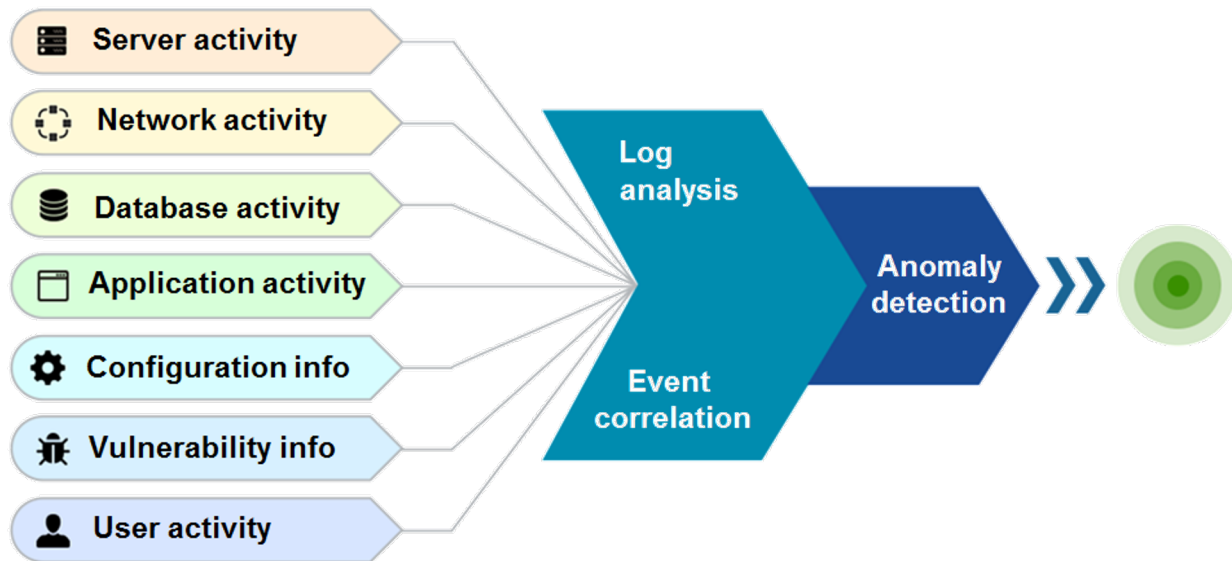 Server activity
Network activity
Database activity
Application activity
Configuration info
Vulnerability info
User activity
Log
analysis
Event
correlation
Anomaly
detection